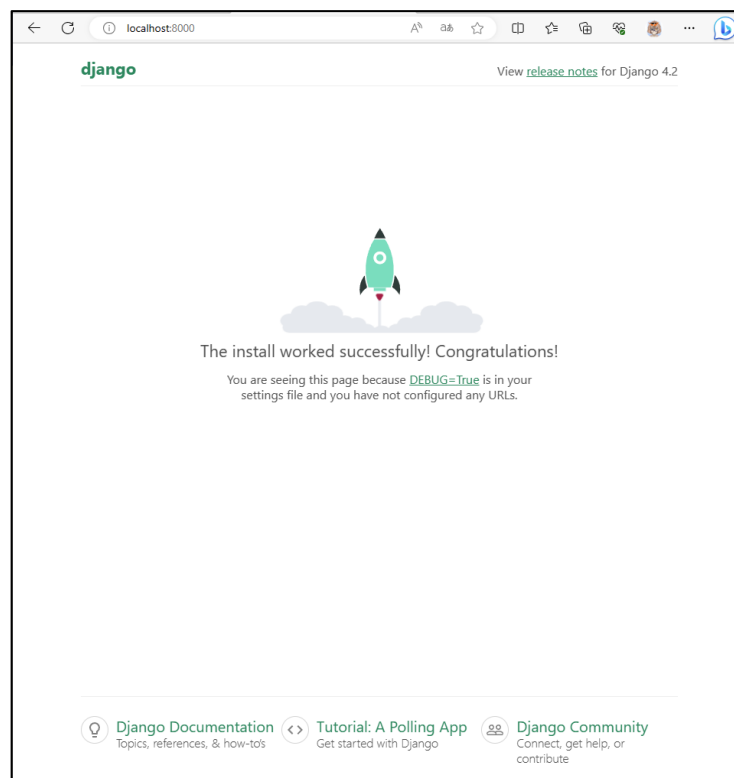 localhost:8000
django
View release notes for Django 4.2
The install worked successfully! Congratulations!
You are seeing this page because DEBUG=True is in your
settings file and you have not configured any URLs.
Django Documentation
Topics, references, & how-to's
Tutorial: A Polling App
Get started with Django
Django Community
Connect, get help, or
contribute